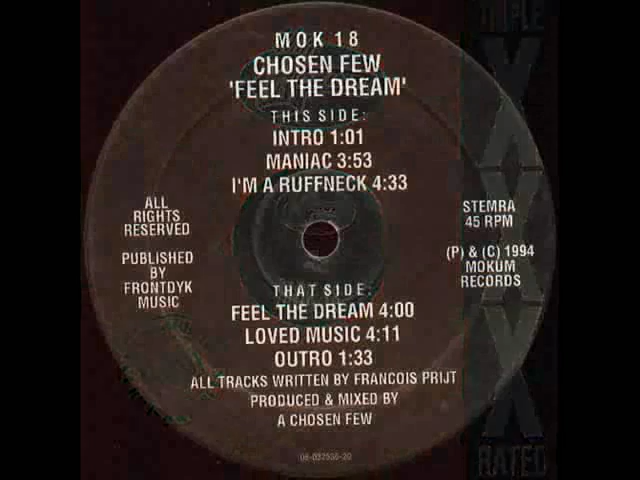 MOK 18
CHOSEN FEW
'FEEL THE DREAM'
THIS SIDE:
INTRO 1:01
MANIAC 3:53
I'M A RUFFNECK 4:33
ALL
RIGHTS
RESERVED
PUBLISHED
BY
FRONTDYK
MUSIC
STEMRA
45 RPM
(P) & (C) 1994
MOKUM
RECORDS
THAT SIDE:
FEEL THE DREAM 4:00
LOVED MUSIC 4:11
OUTRO 1:33
ALL TRACKS WRITTEN BY FRANCOIS PRIJT
PRODUCED & MIXED BY
A CHOSEN FEW
TRIPLE
X
X
X
RATED